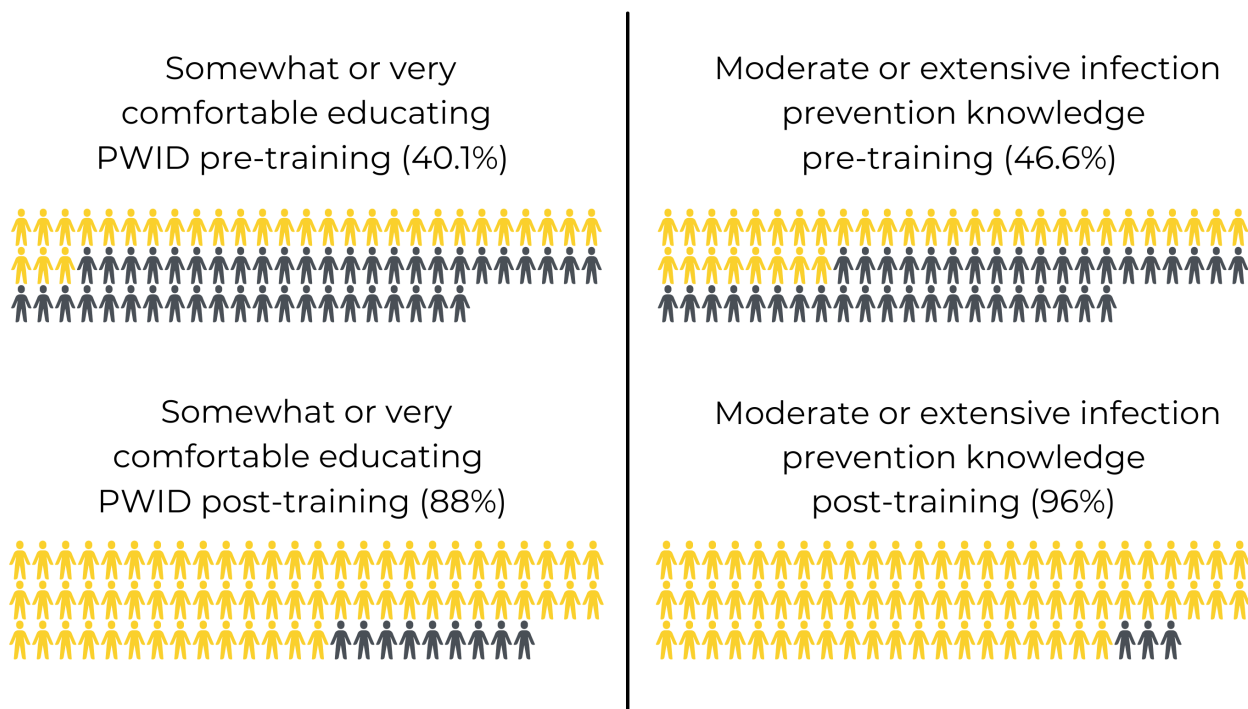 Somewhat or very
comfortable educating
PWID pre-training (40.1%)
Moderate or extensive infection
prevention knowledge
pre-training (46.6%)
Somewhat or very
comfortable educating
PWID post-training (88%)
Moderate or extensive infection
prevention knowledge
post-training (96%)